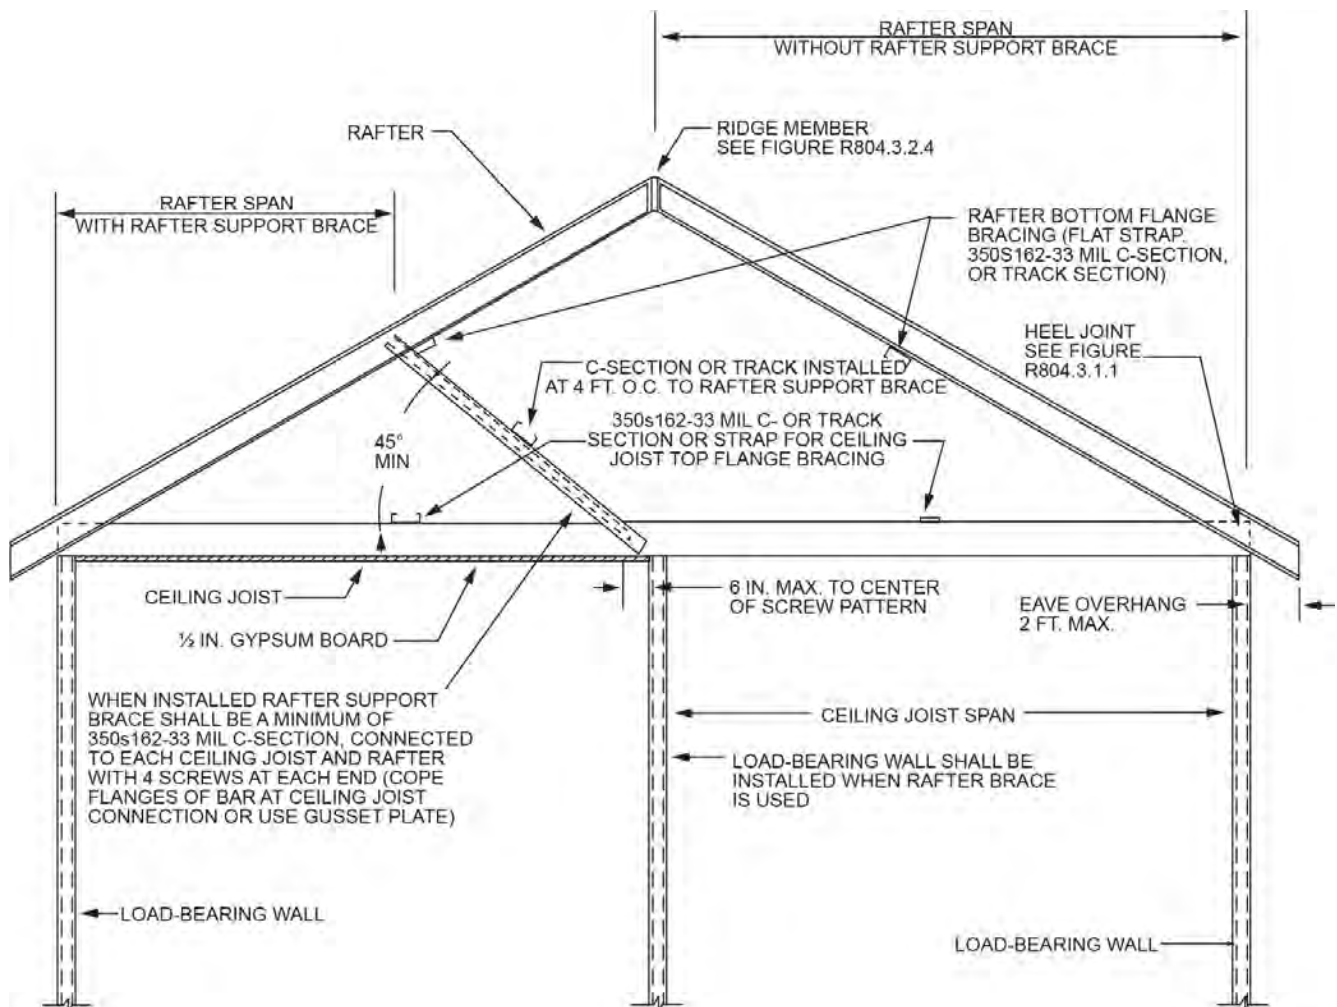 RAFTER SPAN
WITHOUT RAFTER SUPPORT BRACE
RAFTER
RIDGE MEMBER
SEE FIGURE R804.3.2.4
RAFTER SPAN
WITH RAFTER SUPPORT BRACE
RAFTER BOTTOM FLANGE
BRACING (FLAT STRAP.
350S162-33 MIL C-SECTION,
OR TRACK SECTION)
HEEL JOINT
SEE FIGURE
R804.3.1.1
C-SECTION OR TRACK INSTALLED
AT 4 FT. O.C. TO RAFTER SUPPORT BRACE
350s162-33 MIL C- OR TRACK
SECTION OR STRAP FOR CEILING
JOIST TOP FLANGE BRACING
45°
MIN
CEILING JOIST
½ IN. GYPSUM BOARD
6 IN. MAX. TO CENTER
OF SCREW PATTERN
EAVE OVERHANG
2 FT. MAX.
WHEN INSTALLED RAFTER SUPPORT
BRACE SHALL BE A MINIMUM OF
350s162-33 MIL C-SECTION, CONNECTED
TO EACH CEILING JOIST AND RAFTER
WITH 4 SCREWS AT EACH END (COPE
FLANGES OF BAR AT CEILING JOIST
CONNECTION OR USE GUSSET PLATE)
CEILING JOIST SPAN
LOAD-BEARING WALL SHALL BE
INSTALLED WHEN RAFTER BRACE
IS USED
LOAD-BEARING WALL
LOAD-BEARING WALL